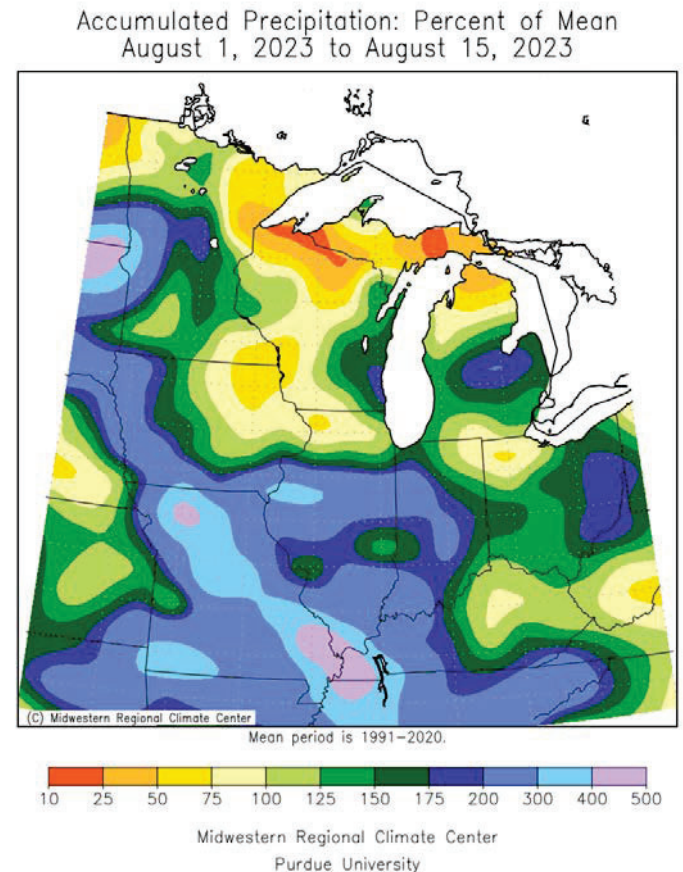 Accumulated Precipitation: Percent of Mean
August 1, 2023 to August 15, 2023
(C) Midwestern Regional Climate Center
Mean period is 1991-2020.
10 25 50 75 100 125 150 175 200 300 400 500
Midwestern Regional Climate Center
Purdue University